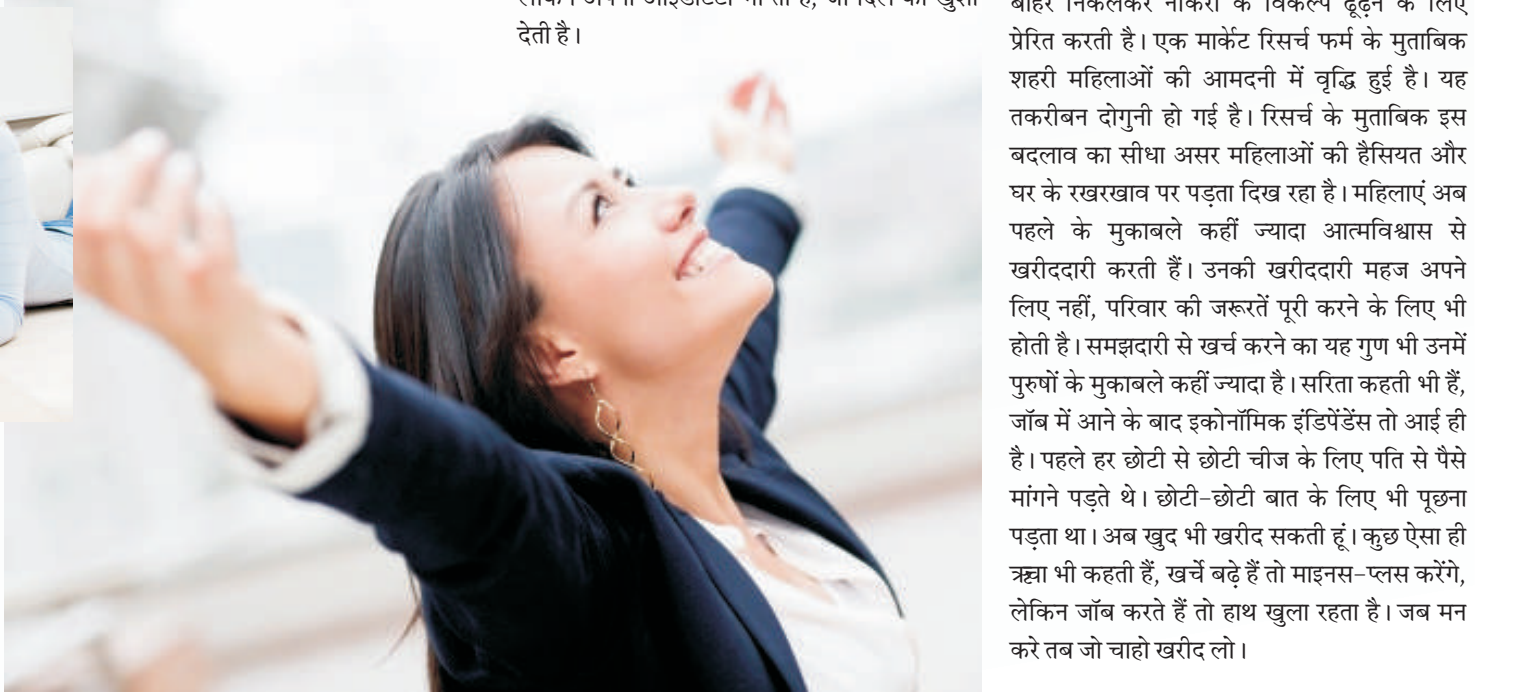 देती है।
बाहर निकलकर नौकरी के विकल्प ढूंढ़ने के लिए
प्रेरित करती है। एक मार्केट रिसर्च फर्म के मुताबिक
शहरी महिलाओं की आमदनी में वृद्धि हुई है। यह
तकरीबन दोगुनी हो गई है। रिसर्च के मुताबिक इस
बदलाव का सीधा असर महिलाओं की हैसियत और
घर के रखरखाव पर पड़ता दिख रहा है। महिलाएं अब
पहले के मुकाबले कहीं ज्यादा आत्मविश्वास से
खरीददारी करती हैं। उनकी खरीददारी महज अपने
लिए नहीं, परिवार की जरूरतें पूरी करने के लिए भी
होती है। समझदारी से खर्च करने का यह गुण भी उनमें
पुरुषों के मुकाबले कहीं ज्यादा है। सरिता कहती भी हैं,
जॉब में आने के बाद इकोनॉमिक इंडिपेंडेंस तो आई ही
है। पहले हर छोटी से छोटी चीज के लिए पति से पैसे
मांगने पड़ते थे। छोटी-छोटी बात के लिए भी पूछना
पड़ता था। अब खुद भी खरीद सकती हूं। कुछ ऐसा ही
ऋचा भी कहती हैं, खर्चे बढ़े हैं तो माइनस-प्लस करेंगे,
लेकिन जॉब करते हैं तो हाथ खुला रहता है। जब मन
करे तब जो चाहो खरीद लो।